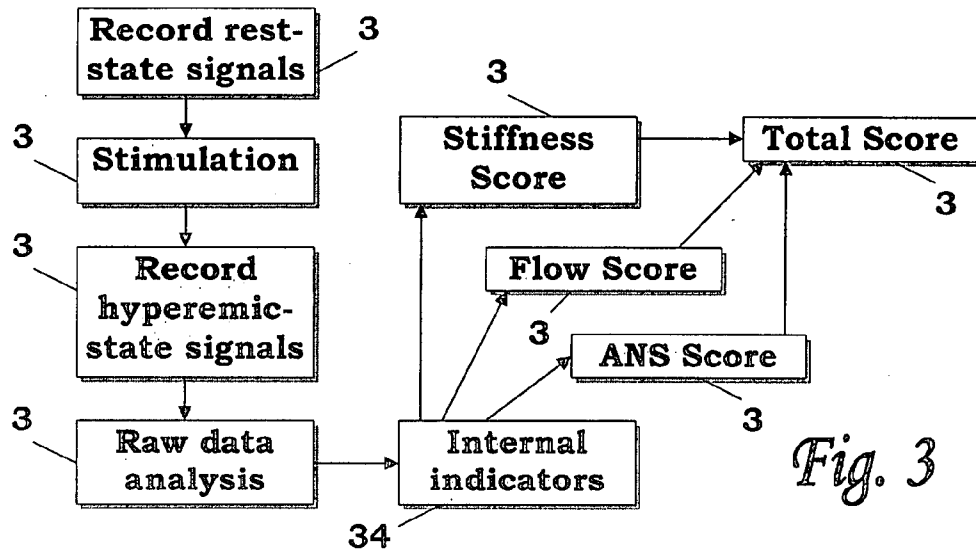 Record rest-
state signals
3
3
Stimulation
3
Record
hyperemic-
state signals
3
Raw data
analysis
Internal
indicators
34
3
Stiffness
Score
Flow Score
3
ANS Score
3
Total Score
3
Fig. 3